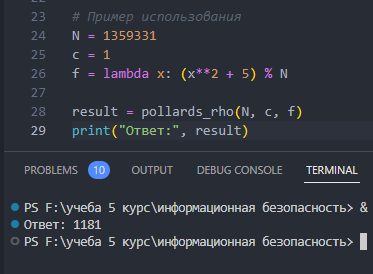 22
23 # Пример использования
24 N = 1359331
25 c = 1
26 f = lambda x: (x**2 + 5) % N
27
28 result = pollards_rho(N, c, f)
29 print("Ответ:", result)
PROBLEMS 10 OUTPUT DEBUG CONSOLE TERMINAL
PS F:\учеба 5 курс\информационная безопасность> &
Ответ: 1181
PS F:\учеба 5 курс\информационная безопасность>